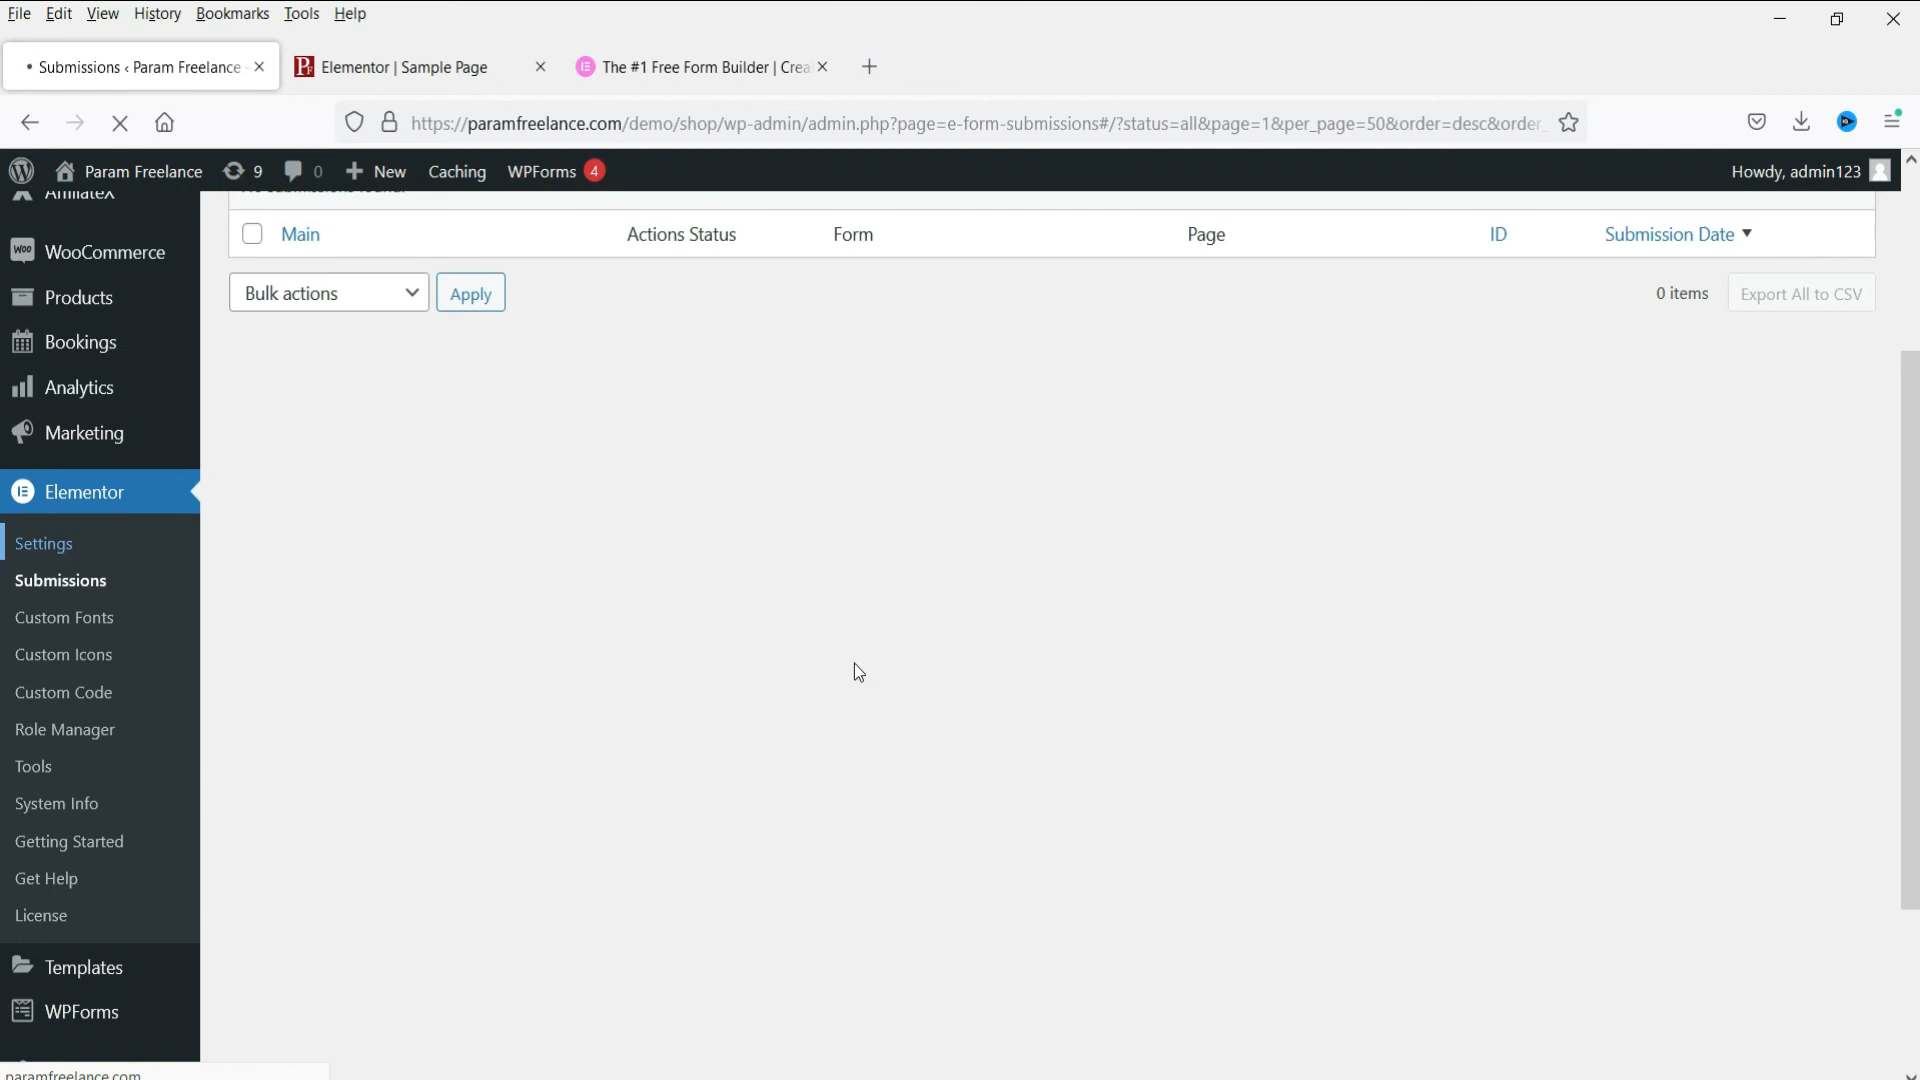 File Edit View History Bookmarks Tools Help
Submissions ‹ Param Freelance
Elementor | Sample Page
The #1 Free Form Builder | Crea
https://paramfreelance.com/demo/shop/wp-admin/admin.php?page=e-form-submissions#/?status=all&page=1&per_page=50&order=desc&order_
Param Freelance 9 0 New Caching WPForms 4 Howdy, admin123
AffiliateX
WooCommerce
Products
Bookings
Analytics
Marketing
Elementor
Settings
Submissions
Custom Fonts
Custom Icons
Custom Code
Role Manager
Tools
System Info
Getting Started
Get Help
License
Templates
WPForms
Main Actions Status Form Page ID Submission Date
Bulk actions Apply 0 items Export All to CSV
paramfreelance.com